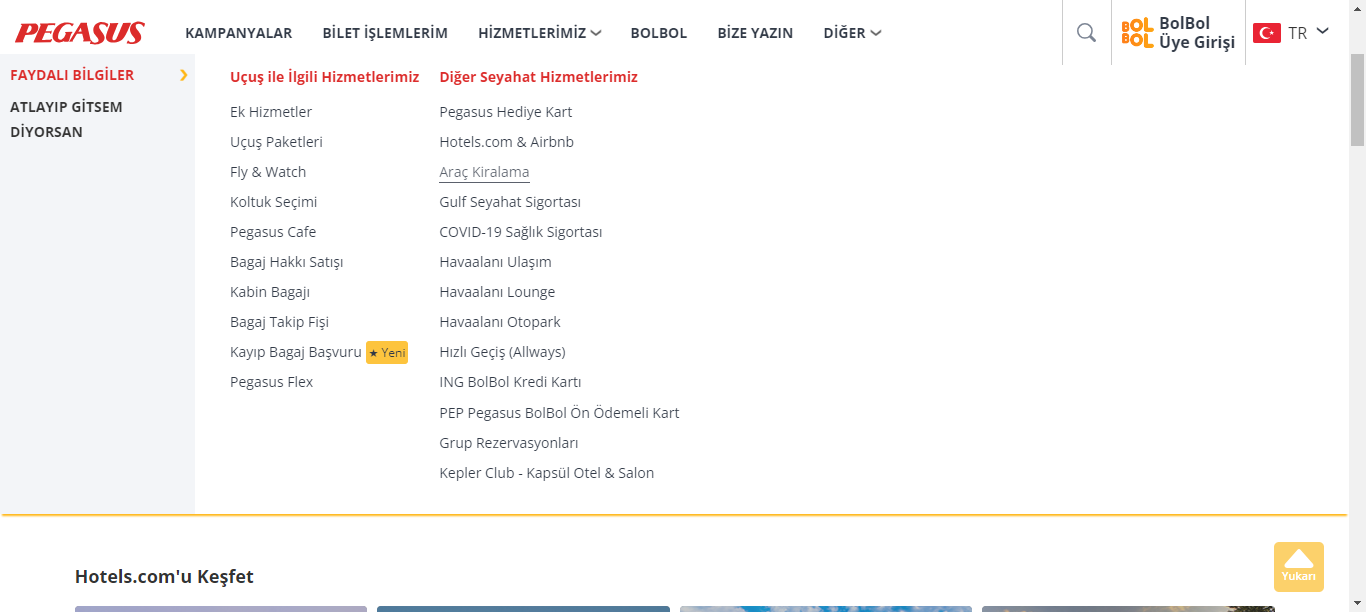 PEGASUS
KAMPANYALAR
BİLET İŞLEMLERİM
HİZMETLERİMİZ
BOLBOL
BİZE YAZIN
DİĞER
BOL
BOL
BolBol
Üye Girişi
TR
FAYDALI BİLGİLER
ATLAYIP GİTSEM
DİYORSAN
Uçuş ile İlgili Hizmetlerimiz
Ek Hizmetler
Uçuş Paketleri
Fly & Watch
Koltuk Seçimi
Pegasus Cafe
Bagaj Hakkı Satışı
Kabin Bagajı
Bagaj Takip Fişi
Kayıp Bagaj Başvuru ★ Yeni
Pegasus Flex
Diğer Seyahat Hizmetlerimiz
Pegasus Hediye Kart
Hotels.com & Airbnb
Araç Kiralama
Gulf Seyahat Sigortası
COVID-19 Sağlık Sigortası
Havaalanı Ulaşım
Havaalanı Lounge
Havaalanı Otopark
Hızlı Geçiş (Allways)
ING BolBol Kredi Kartı
PEP Pegasus BolBol Ön Ödemeli Kart
Grup Rezervasyonları
Kepler Club - Kapsül Otel & Salon
Hotels.com'u Keşfet
Yukarı